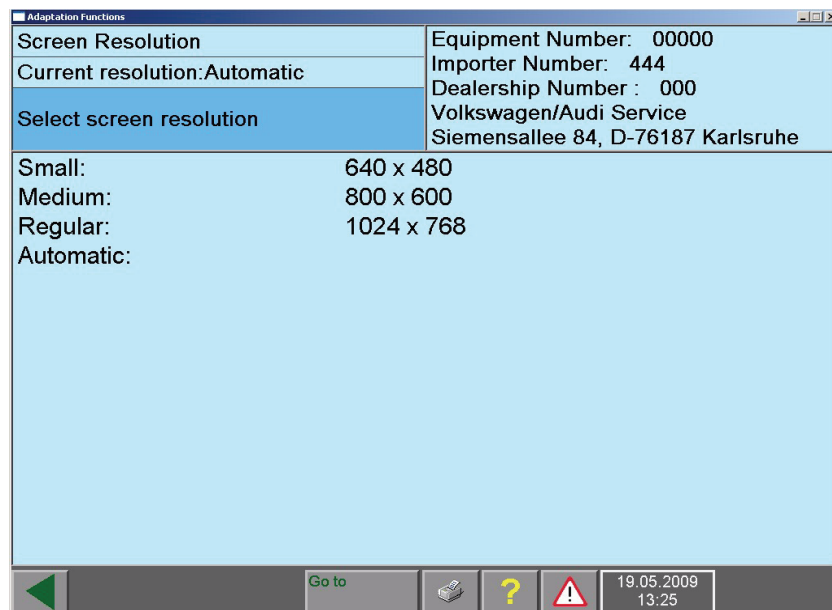 Adaptation Functions
Screen Resolution
Current resolution:Automatic
Select screen resolution
Equipment Number: 00000
Importer Number: 444
Dealership Number : 000
Volkswagen/Audi Service
Siemensallee 84, D-76187 Karlsruhe
Small: 640 x 480
Medium: 800 x 600
Regular: 1024 x 768
Automatic:
Go to
?
19.05.2009
13:25